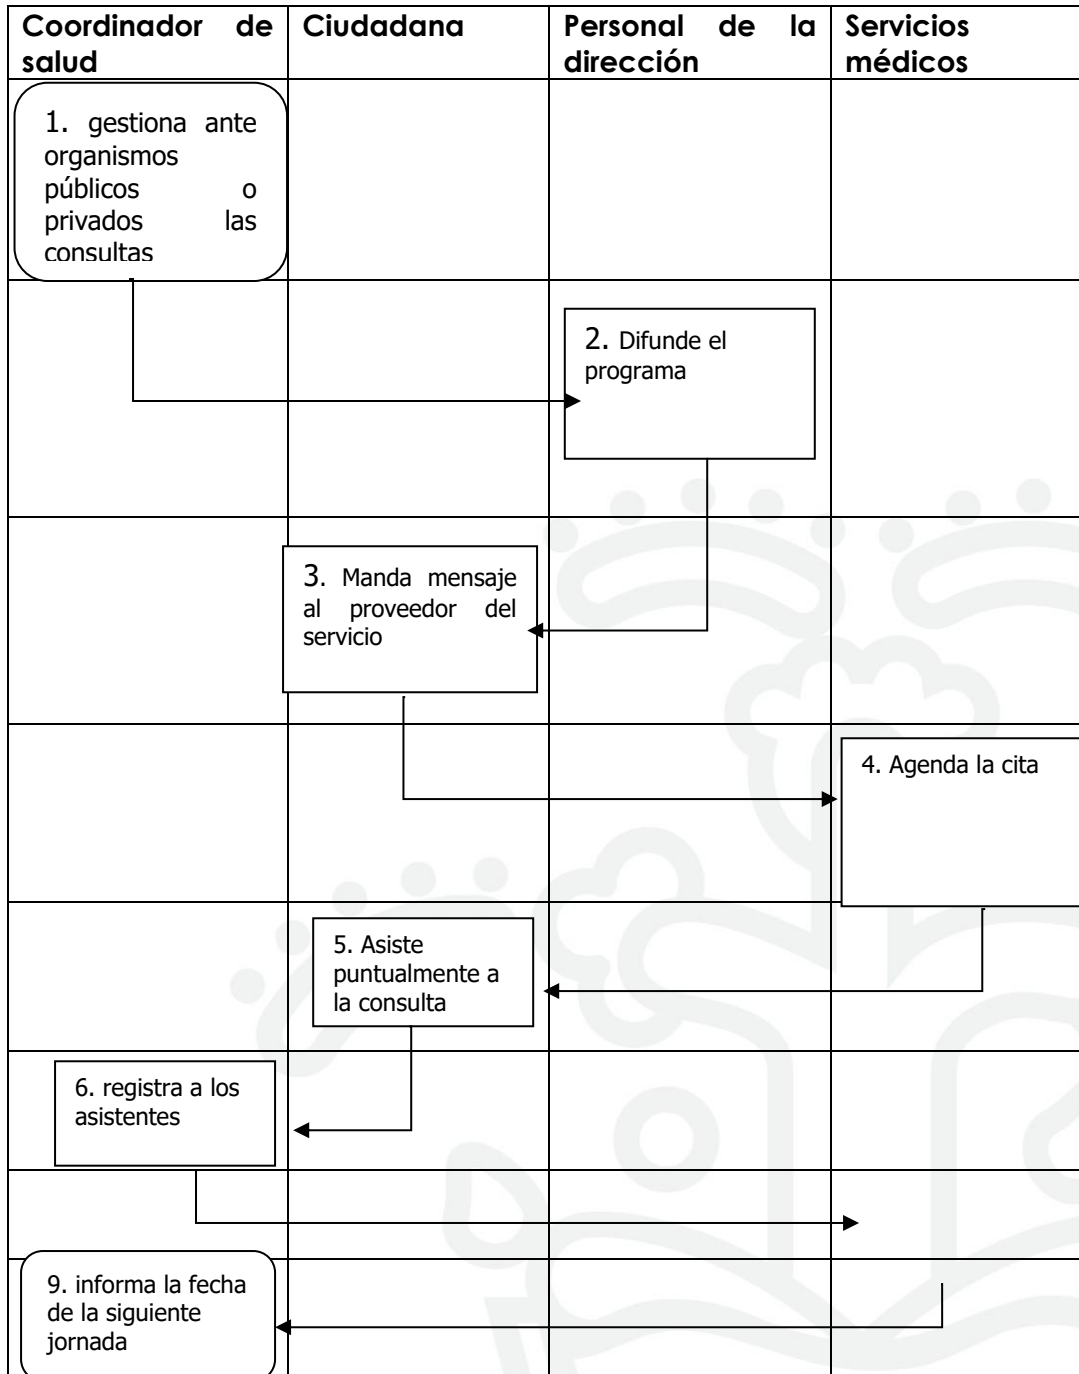 Coordinador de
salud
Ciudadana
Personal de la
dirección
Servicios
médicos
1. gestiona ante
organismos
públicos o
privados las
consultas
2. Difunde el
programa
3. Manda mensaje
al proveedor del
servicio
4. Agenda la cita
5. Asiste
puntualmente a
la consulta
6. registra a los
asistentes
9. informa la fecha
de la siguiente
jornada